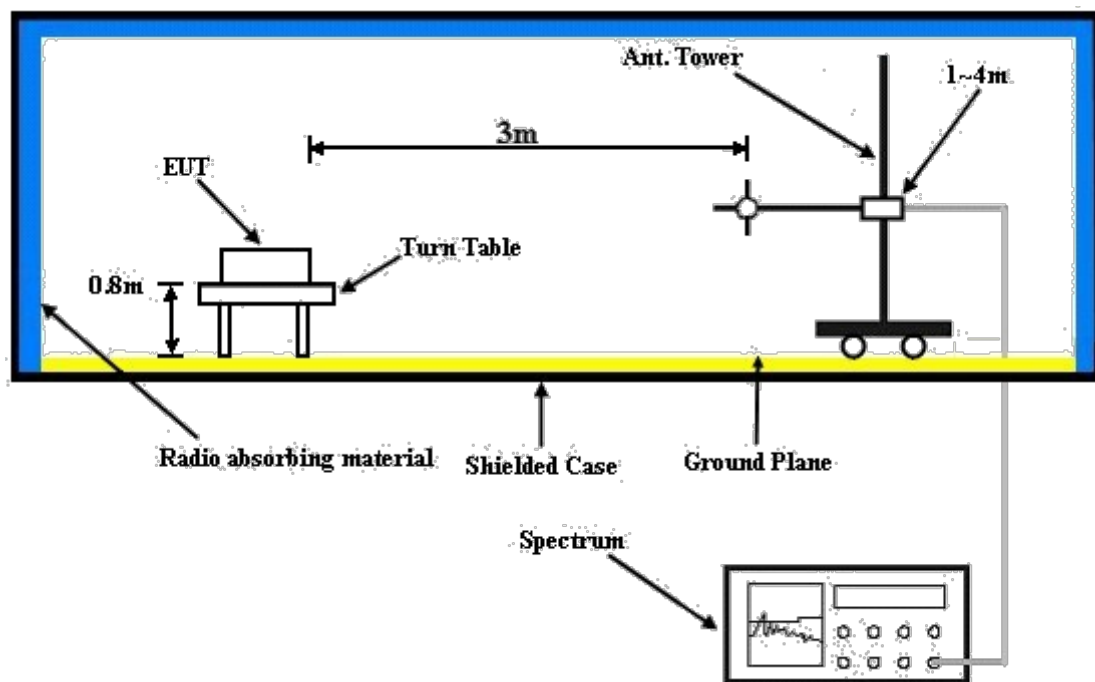 Ant. Tower
1~4m
3m
EUT
Turn Table
0.8m
Radio absorbing material
Shielded Case
Ground Plane
Spectrum